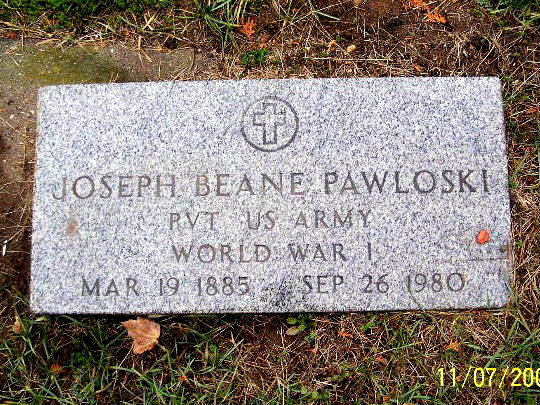 JOSEPH BEANE PAWLOSKI
PVT US ARMY
WORLD WAR I
MAR 19 1885 SEP 26 1980